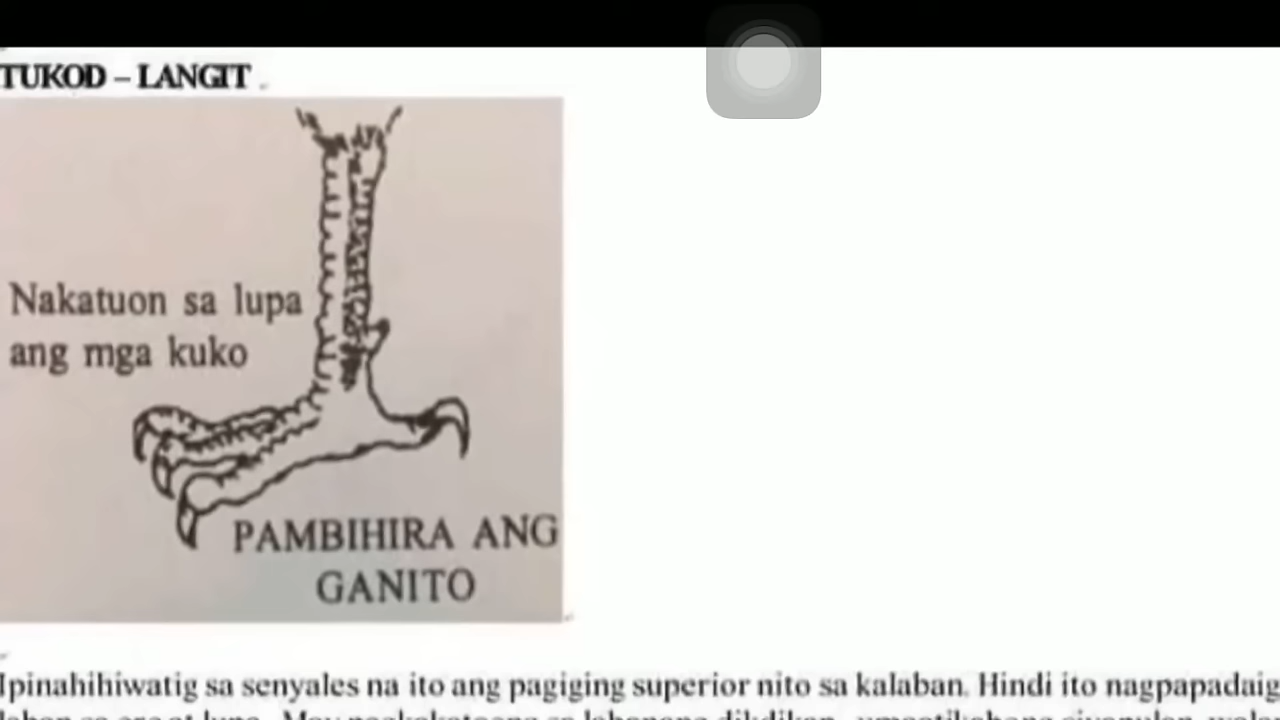 TUKOD – LANGIT
Nakatuon sa lupa
ang mga kuko
PAMBIHIRA ANG
GANITO
Ipinahihiwatig sa senyales na ito ang pagiging superior nito sa kalaban. Hindi ito nagpapadaig